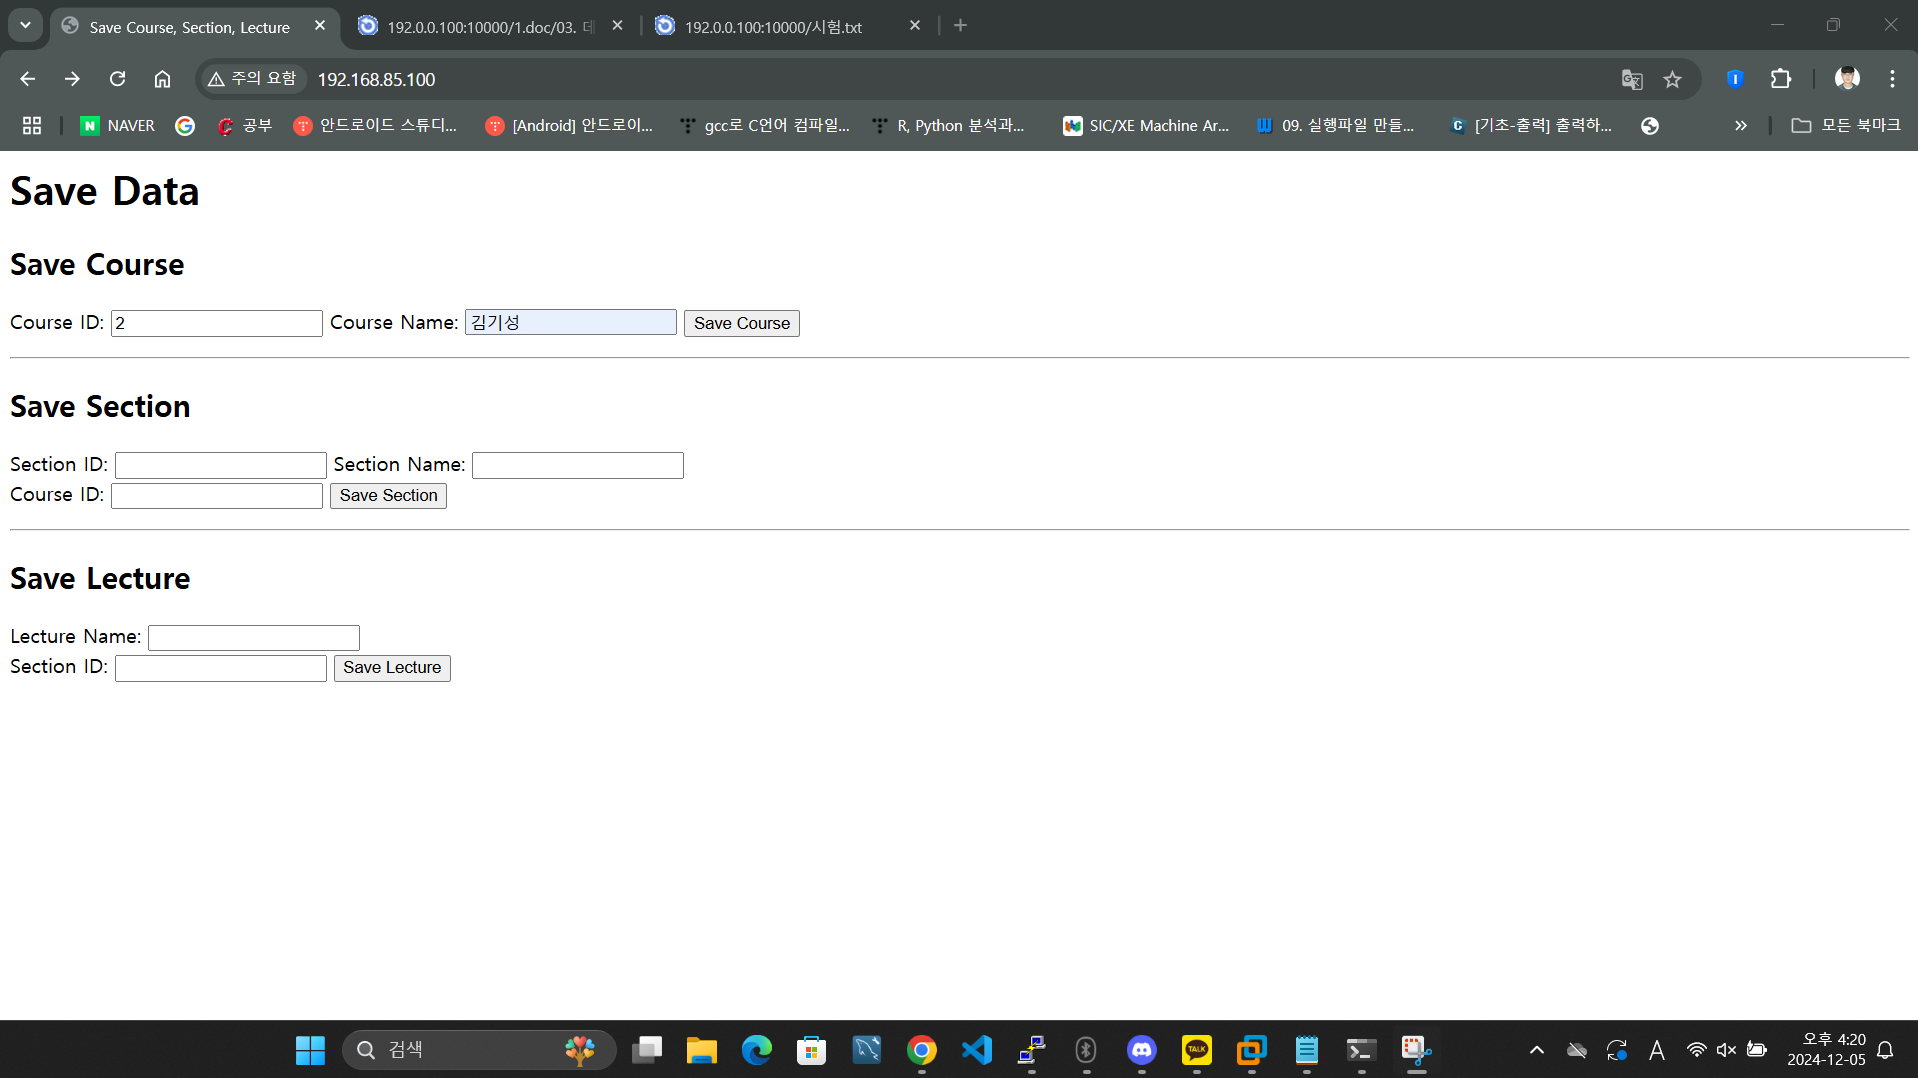 Save Course, Section, Lecture
192.0.0.100:10000/1.doc/03. 데
192.0.0.100:10000/시험.txt
주의 요함
192.168.85.100
NAVER
공부
안드로이드 스튜디...
[Android] 안드로이...
gcc로 C언어 컴파일...
R, Python 분석과...
SIC/XE Machine Ar...
09. 실행파일 만들...
[기초-출력] 출력하...
모든 북마크
Save Data
Save Course
Course ID: 2 Course Name: 김기성 Save Course
Save Section
Section ID: Section Name:
Course ID: Save Section
Save Lecture
Lecture Name:
Section ID: Save Lecture
검색
TALK
A
오후 4:20
2024-12-05